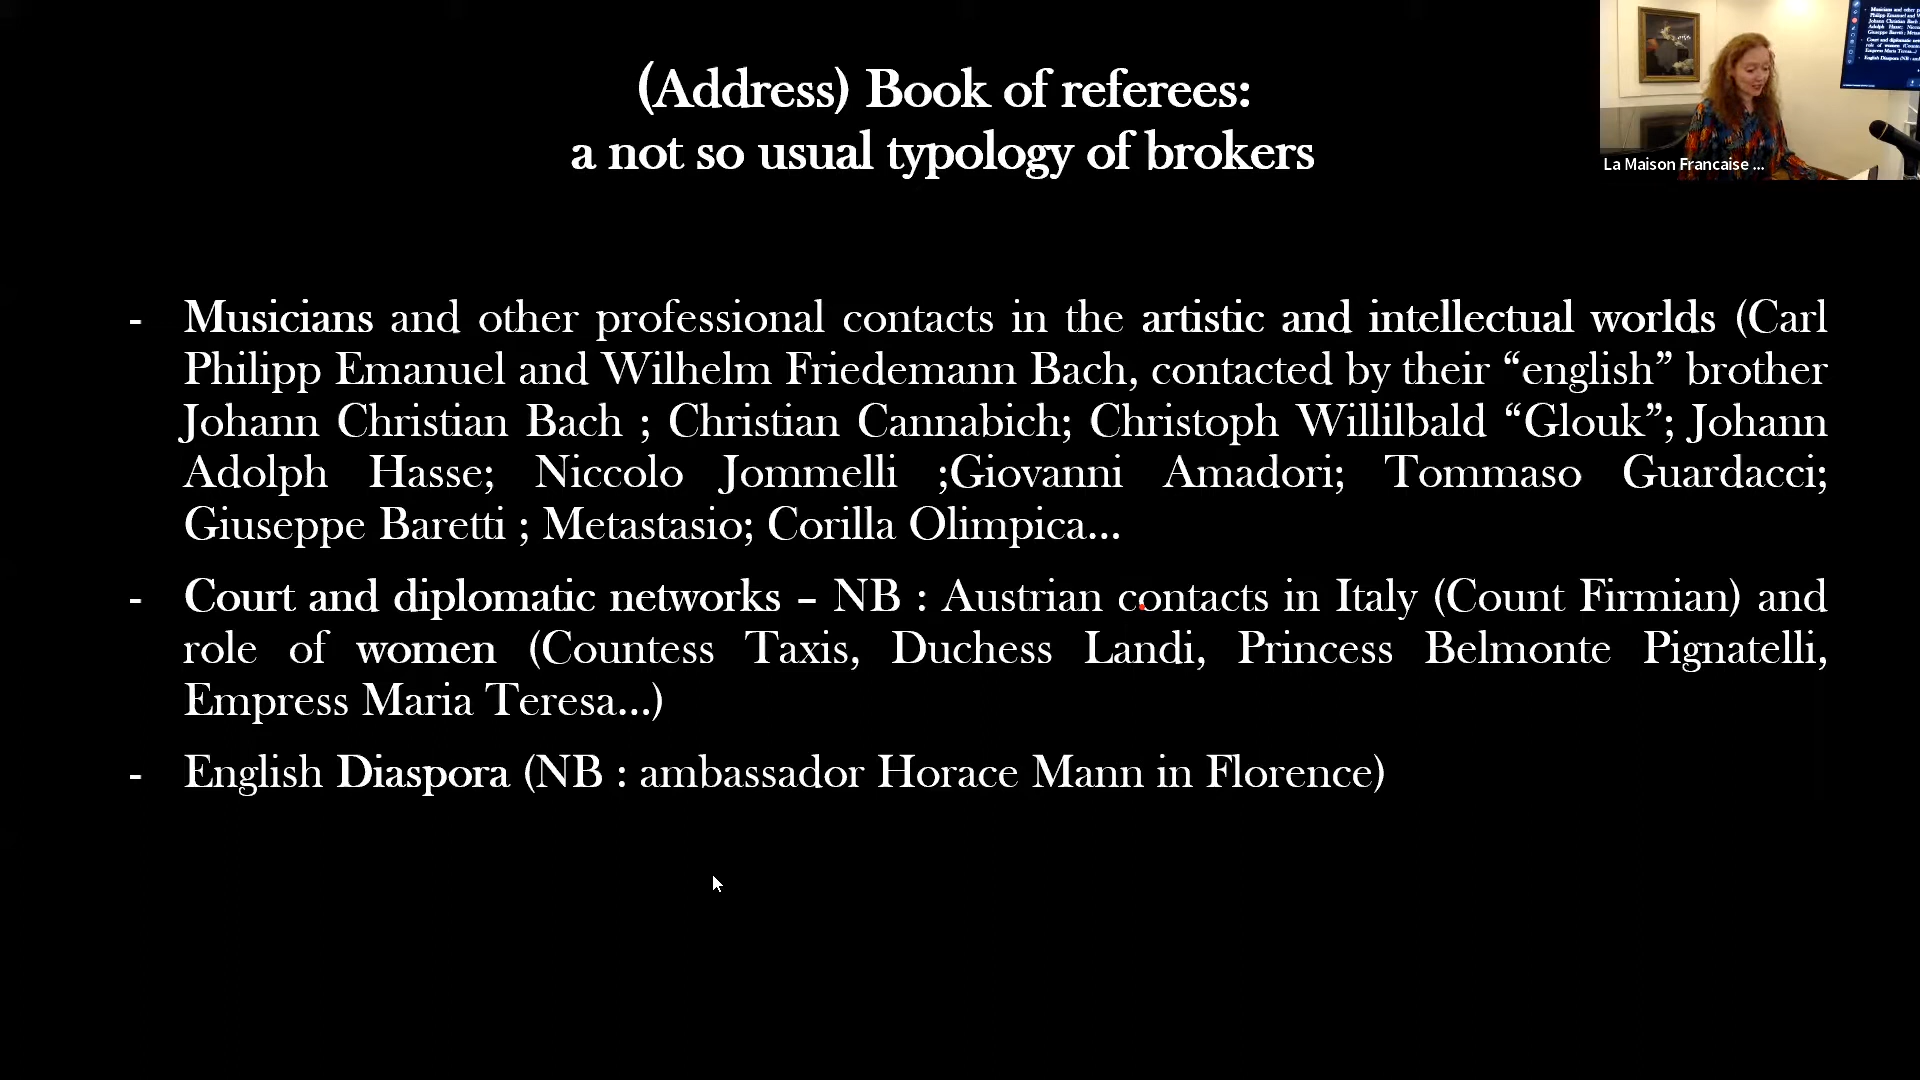 (Address) Book of referees:
a not so usual typology of brokers
La Maison Francaise ...
- Musicians and other professional contacts in the artistic and intellectual worlds (Carl
Philipp Emanuel and Wilhelm Friedemann Bach, contacted by their “english” brother
Johann Christian Bach ; Christian Cannabich; Christoph Willilbald “Glouk”; Johann
Adolph Hasse; Niccolo Jommelli ;Giovanni Amadori; Tommaso Guardacci;
Giuseppe Baretti ; Metastasio; Corilla Olimpica...
- Court and diplomatic networks – NB : Austrian contacts in Italy (Count Firmian) and
role of women (Countess Taxis, Duchess Landi, Princess Belmonte Pignatelli,
Empress Maria Teresa...)
- English Diaspora (NB : ambassador Horace Mann in Florence)